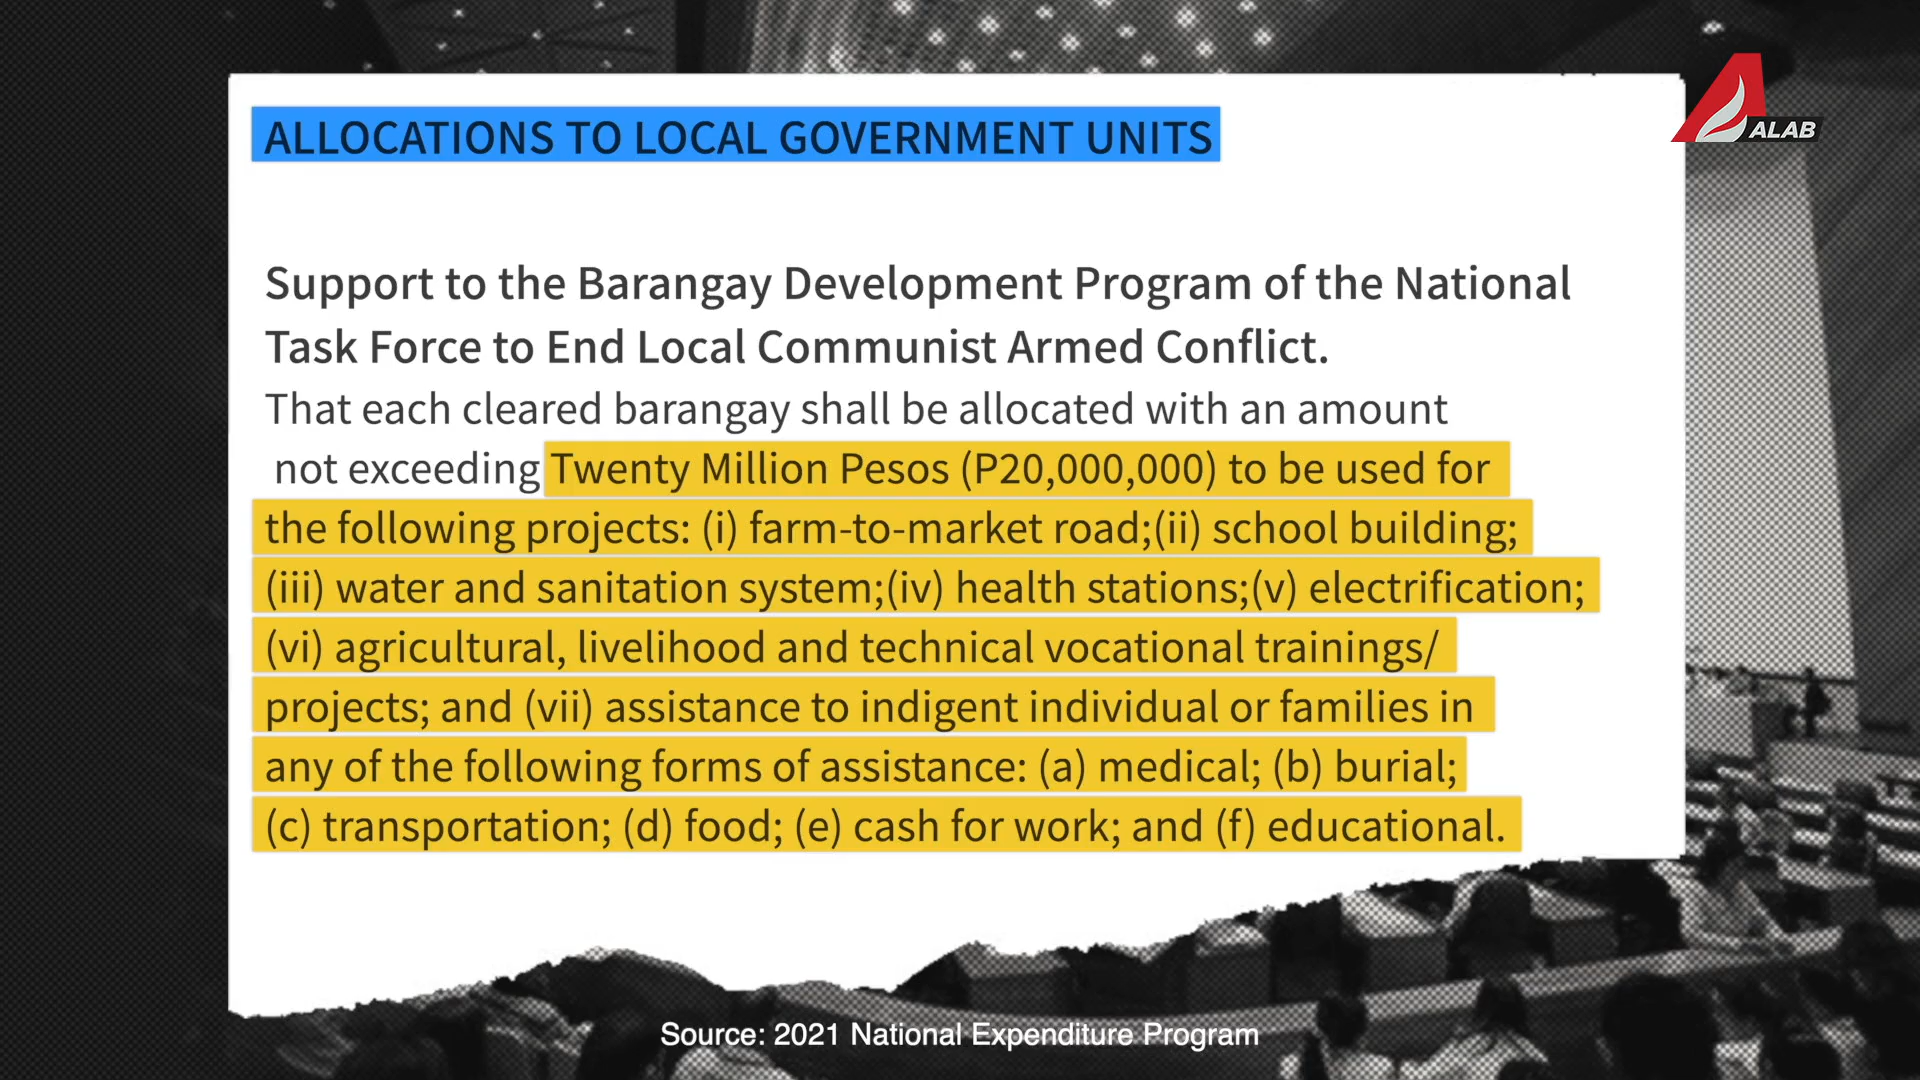 ALAB
ALLOCATIONS TO LOCAL GOVERNMENT UNITS
Support to the Barangay Development Program of the National
Task Force to End Local Communist Armed Conflict.
That each cleared barangay shall be allocated with an amount
not exceeding Twenty Million Pesos (P20,000,000) to be used for
the following projects: (i) farm-to-market road;(ii) school building;
(iii) water and sanitation system;(iv) health stations;(v) electrification;
(vi) agricultural, livelihood and technical vocational trainings/
projects; and (vii) assistance to indigent individual or families in
any of the following forms of assistance: (a) medical; (b) burial;
(c) transportation; (d) food; (e) cash for work; and (f) educational.
Source: 2021 National Expenditure Program